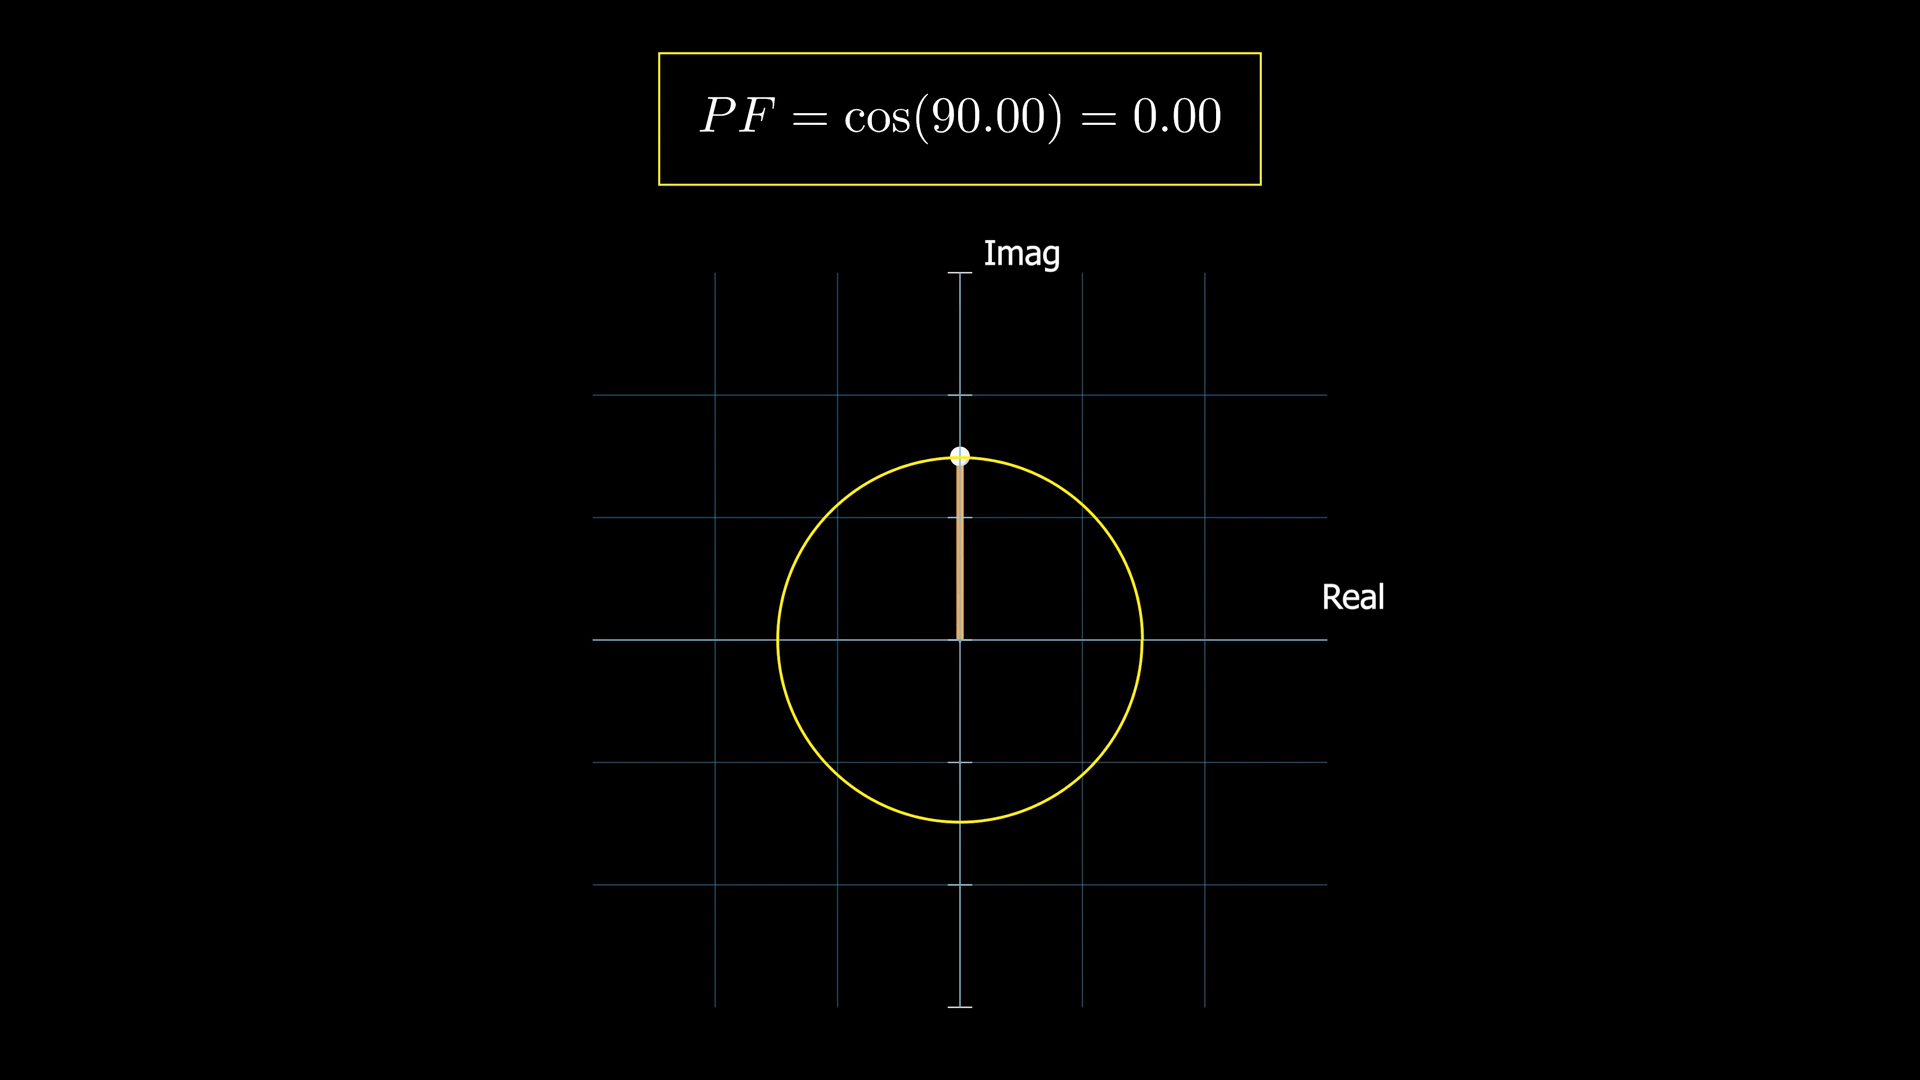 PF = cos(90.00) = 0.00
Imag
Real